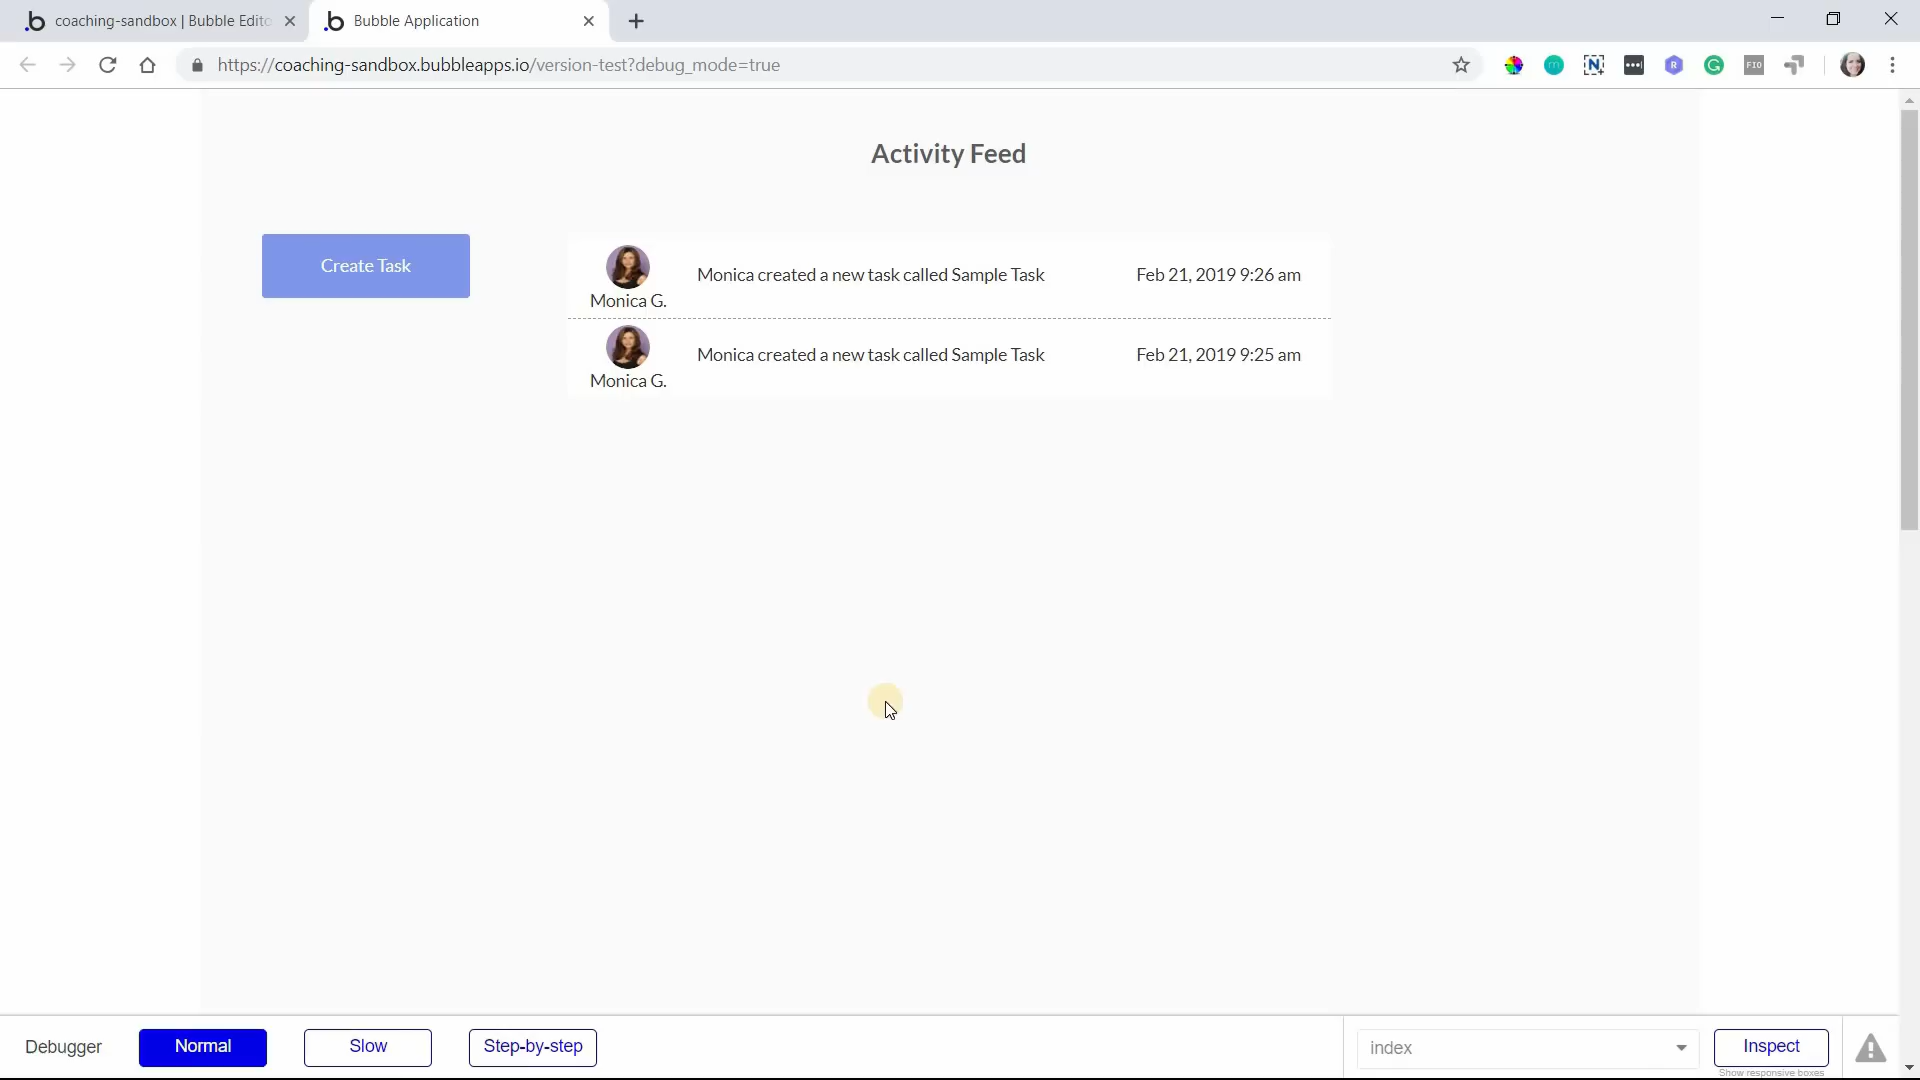 coaching-sandbox | Bubble Edito
Bubble Application
https://coaching-sandbox.bubbleapps.io/version-test?debug_mode=true
Activity Feed
Create Task
Monica created a new task called Sample Task
Feb 21, 2019 9:26 am
Monica G.
Monica created a new task called Sample Task
Feb 21, 2019 9:25 am
Monica G.
Debugger
Normal
Slow
Step-by-step
index
Inspect
Show responsive boxes